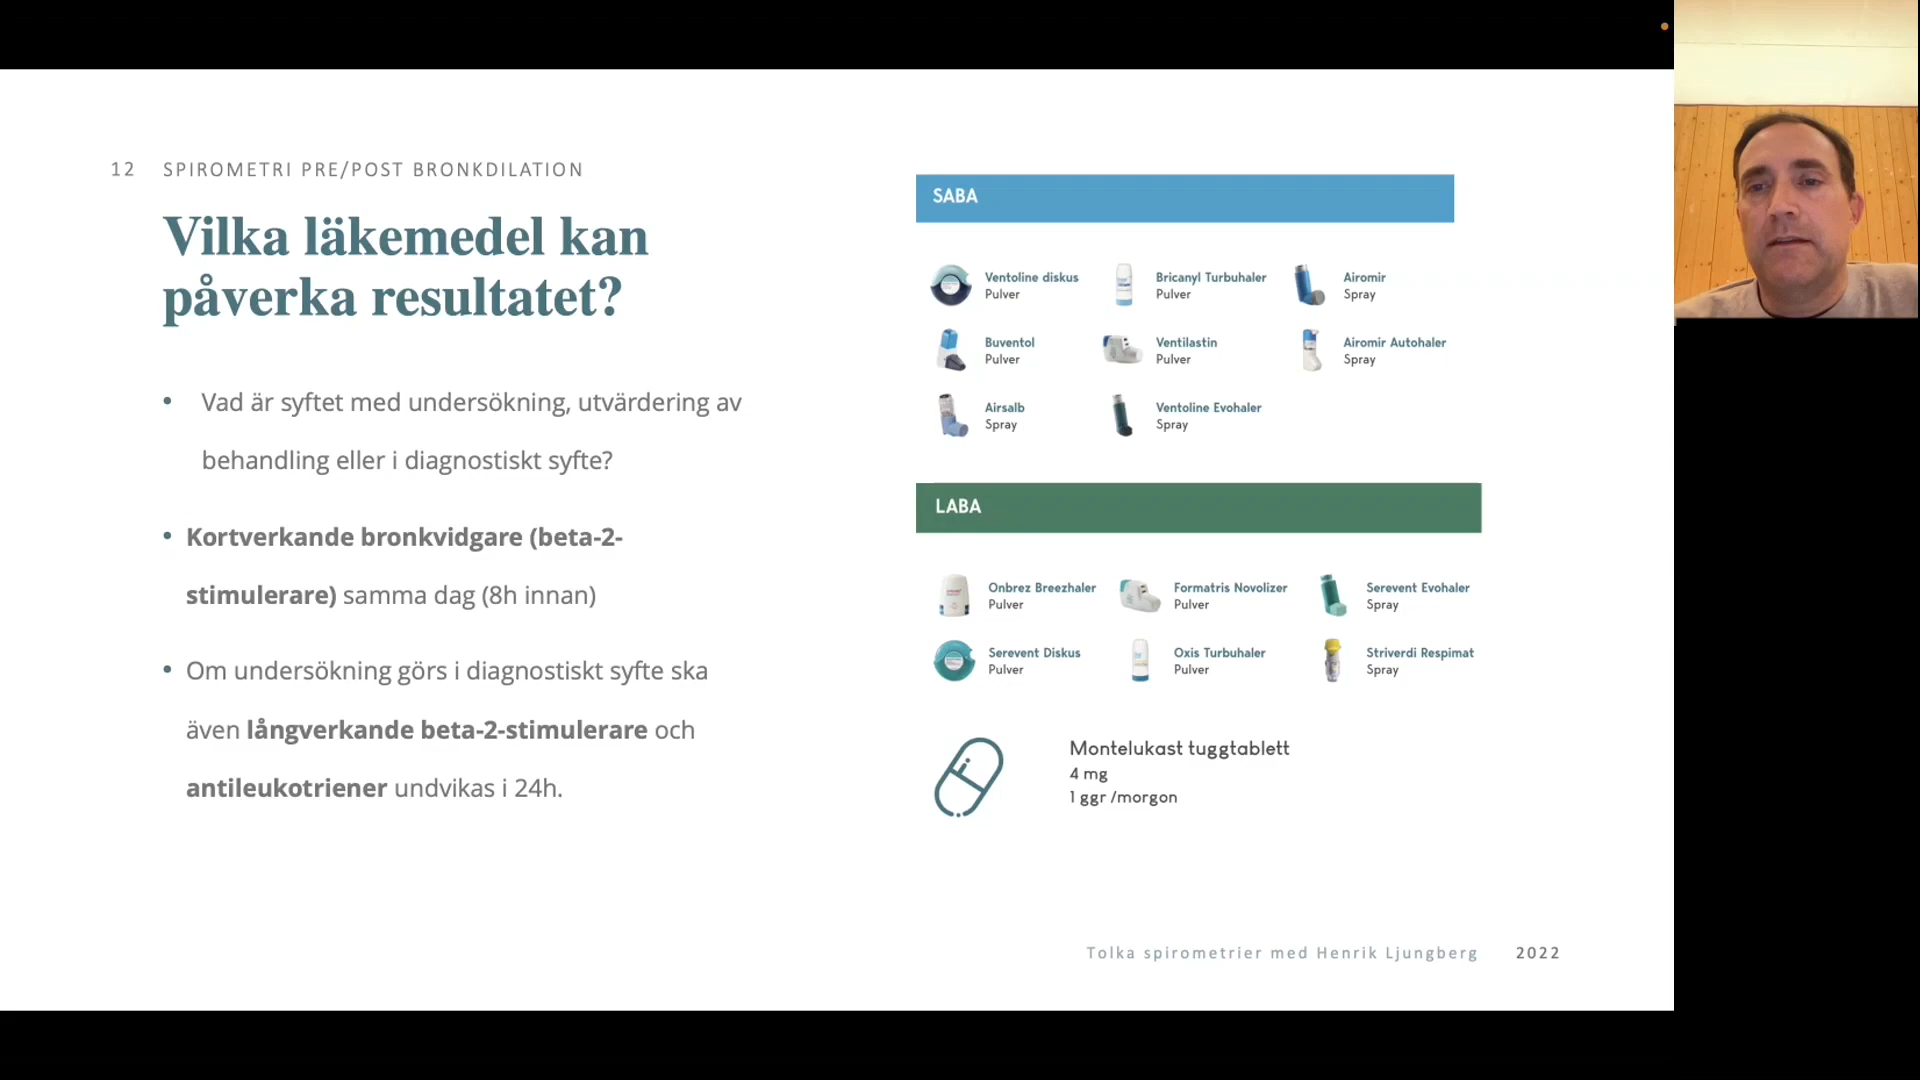 12 SPIROMETRI PRE/POST BRONKDILATION
Vilka läkemedel kan
påverka resultatet?
• Vad är syftet med undersökning, utvärdering av
behandling eller i diagnostiskt syfte?
• Kortverkande bronkvidgare (beta-2-
stimulerare) samma dag (8h innan)
• Om undersökning görs i diagnostiskt syfte ska
även långverkande beta-2-stimulerare och
antileukotriener undvikas i 24h.
SABA
Ventoline diskus
Pulver
Bricanyl Turbuhaler
Pulver
Airomir
Spray
Buventol
Pulver
Ventilastin
Pulver
Airomir Autohaler
Spray
Airsalb
Spray
Ventoline Evohaler
Spray
LABA
Onbrez Breezhaler
Pulver
Formatris Novolizer
Pulver
Serevent Evohaler
Spray
Serevent Diskus
Pulver
Oxis Turbuhaler
Pulver
Striverdi Respimat
Spray
Montelukast tuggtablett
4 mg
1 ggr /morgon
Tolka spirometrier med Henrik Ljungberg 2022